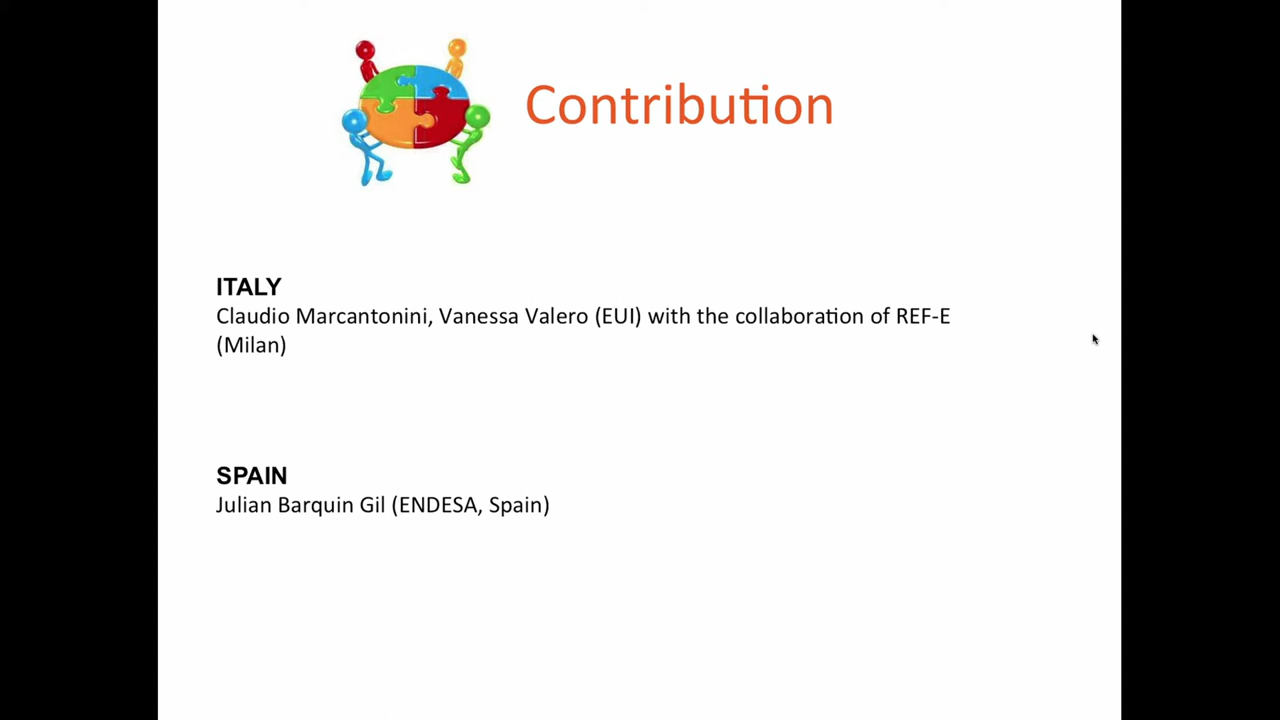 Contribution
ITALY
Claudio Marcantonini, Vanessa Valero (EUI) with the collaboration of REF-E
(Milan)
SPAIN
Julian Barquin Gil (ENDESA, Spain)